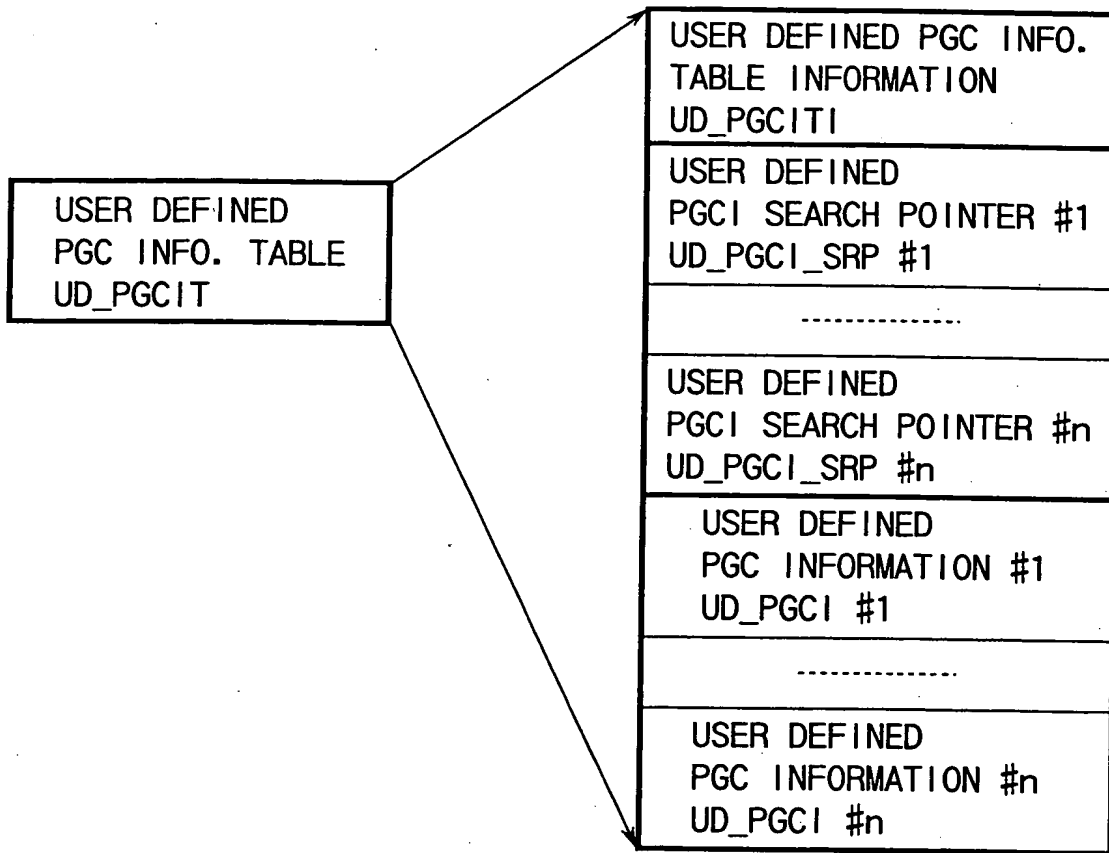 USER DEFINED
PGC INFO. TABLE
UD_PGCIT
USER DEFINED PGC INFO.
TABLE INFORMATION
UD_PGCITI
USER DEFINED
PGCI SEARCH POINTER #1
UD_PGCI_SRP #1
---------------
USER DEFINED
PGCI SEARCH POINTER #n
UD_PGCI_SRP #n
USER DEFINED
PGC INFORMATION #1
UD_PGCI #1
---------------
USER DEFINED
PGC INFORMATION #n
UD_PGCI #n